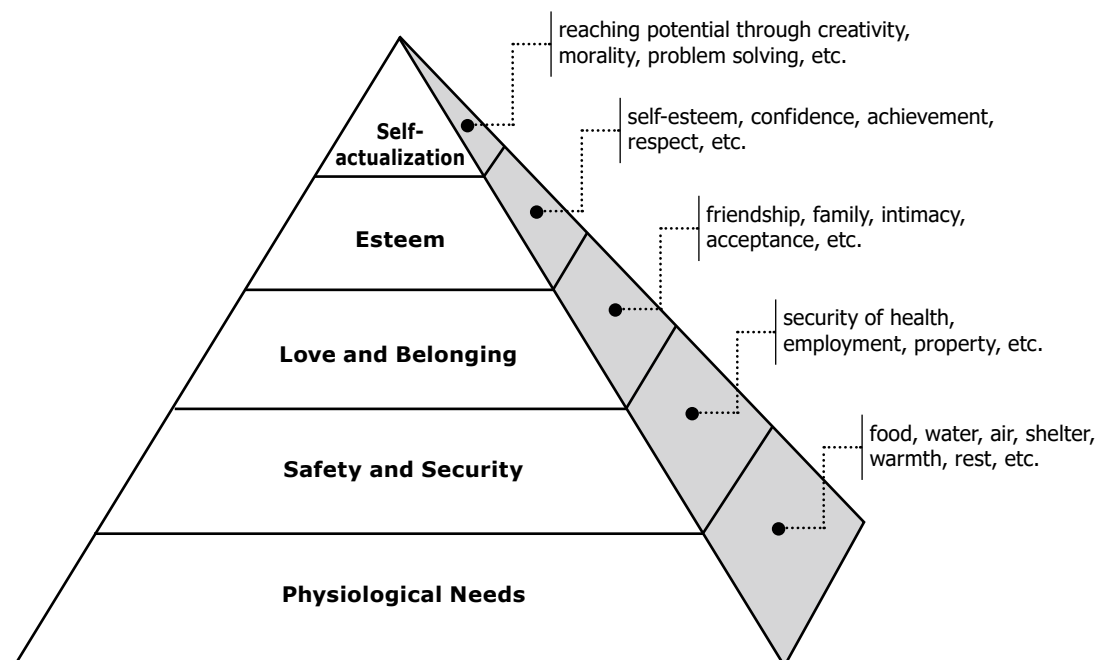 reaching potential through creativity,
morality, problem solving, etc.
Self-
actualization
self-esteem, confidence, achievement,
respect, etc.
Esteem
friendship, family, intimacy,
acceptance, etc.
Love and Belonging
security of health,
employment, property, etc.
Safety and Security
food, water, air, shelter,
warmth, rest, etc.
Physiological Needs